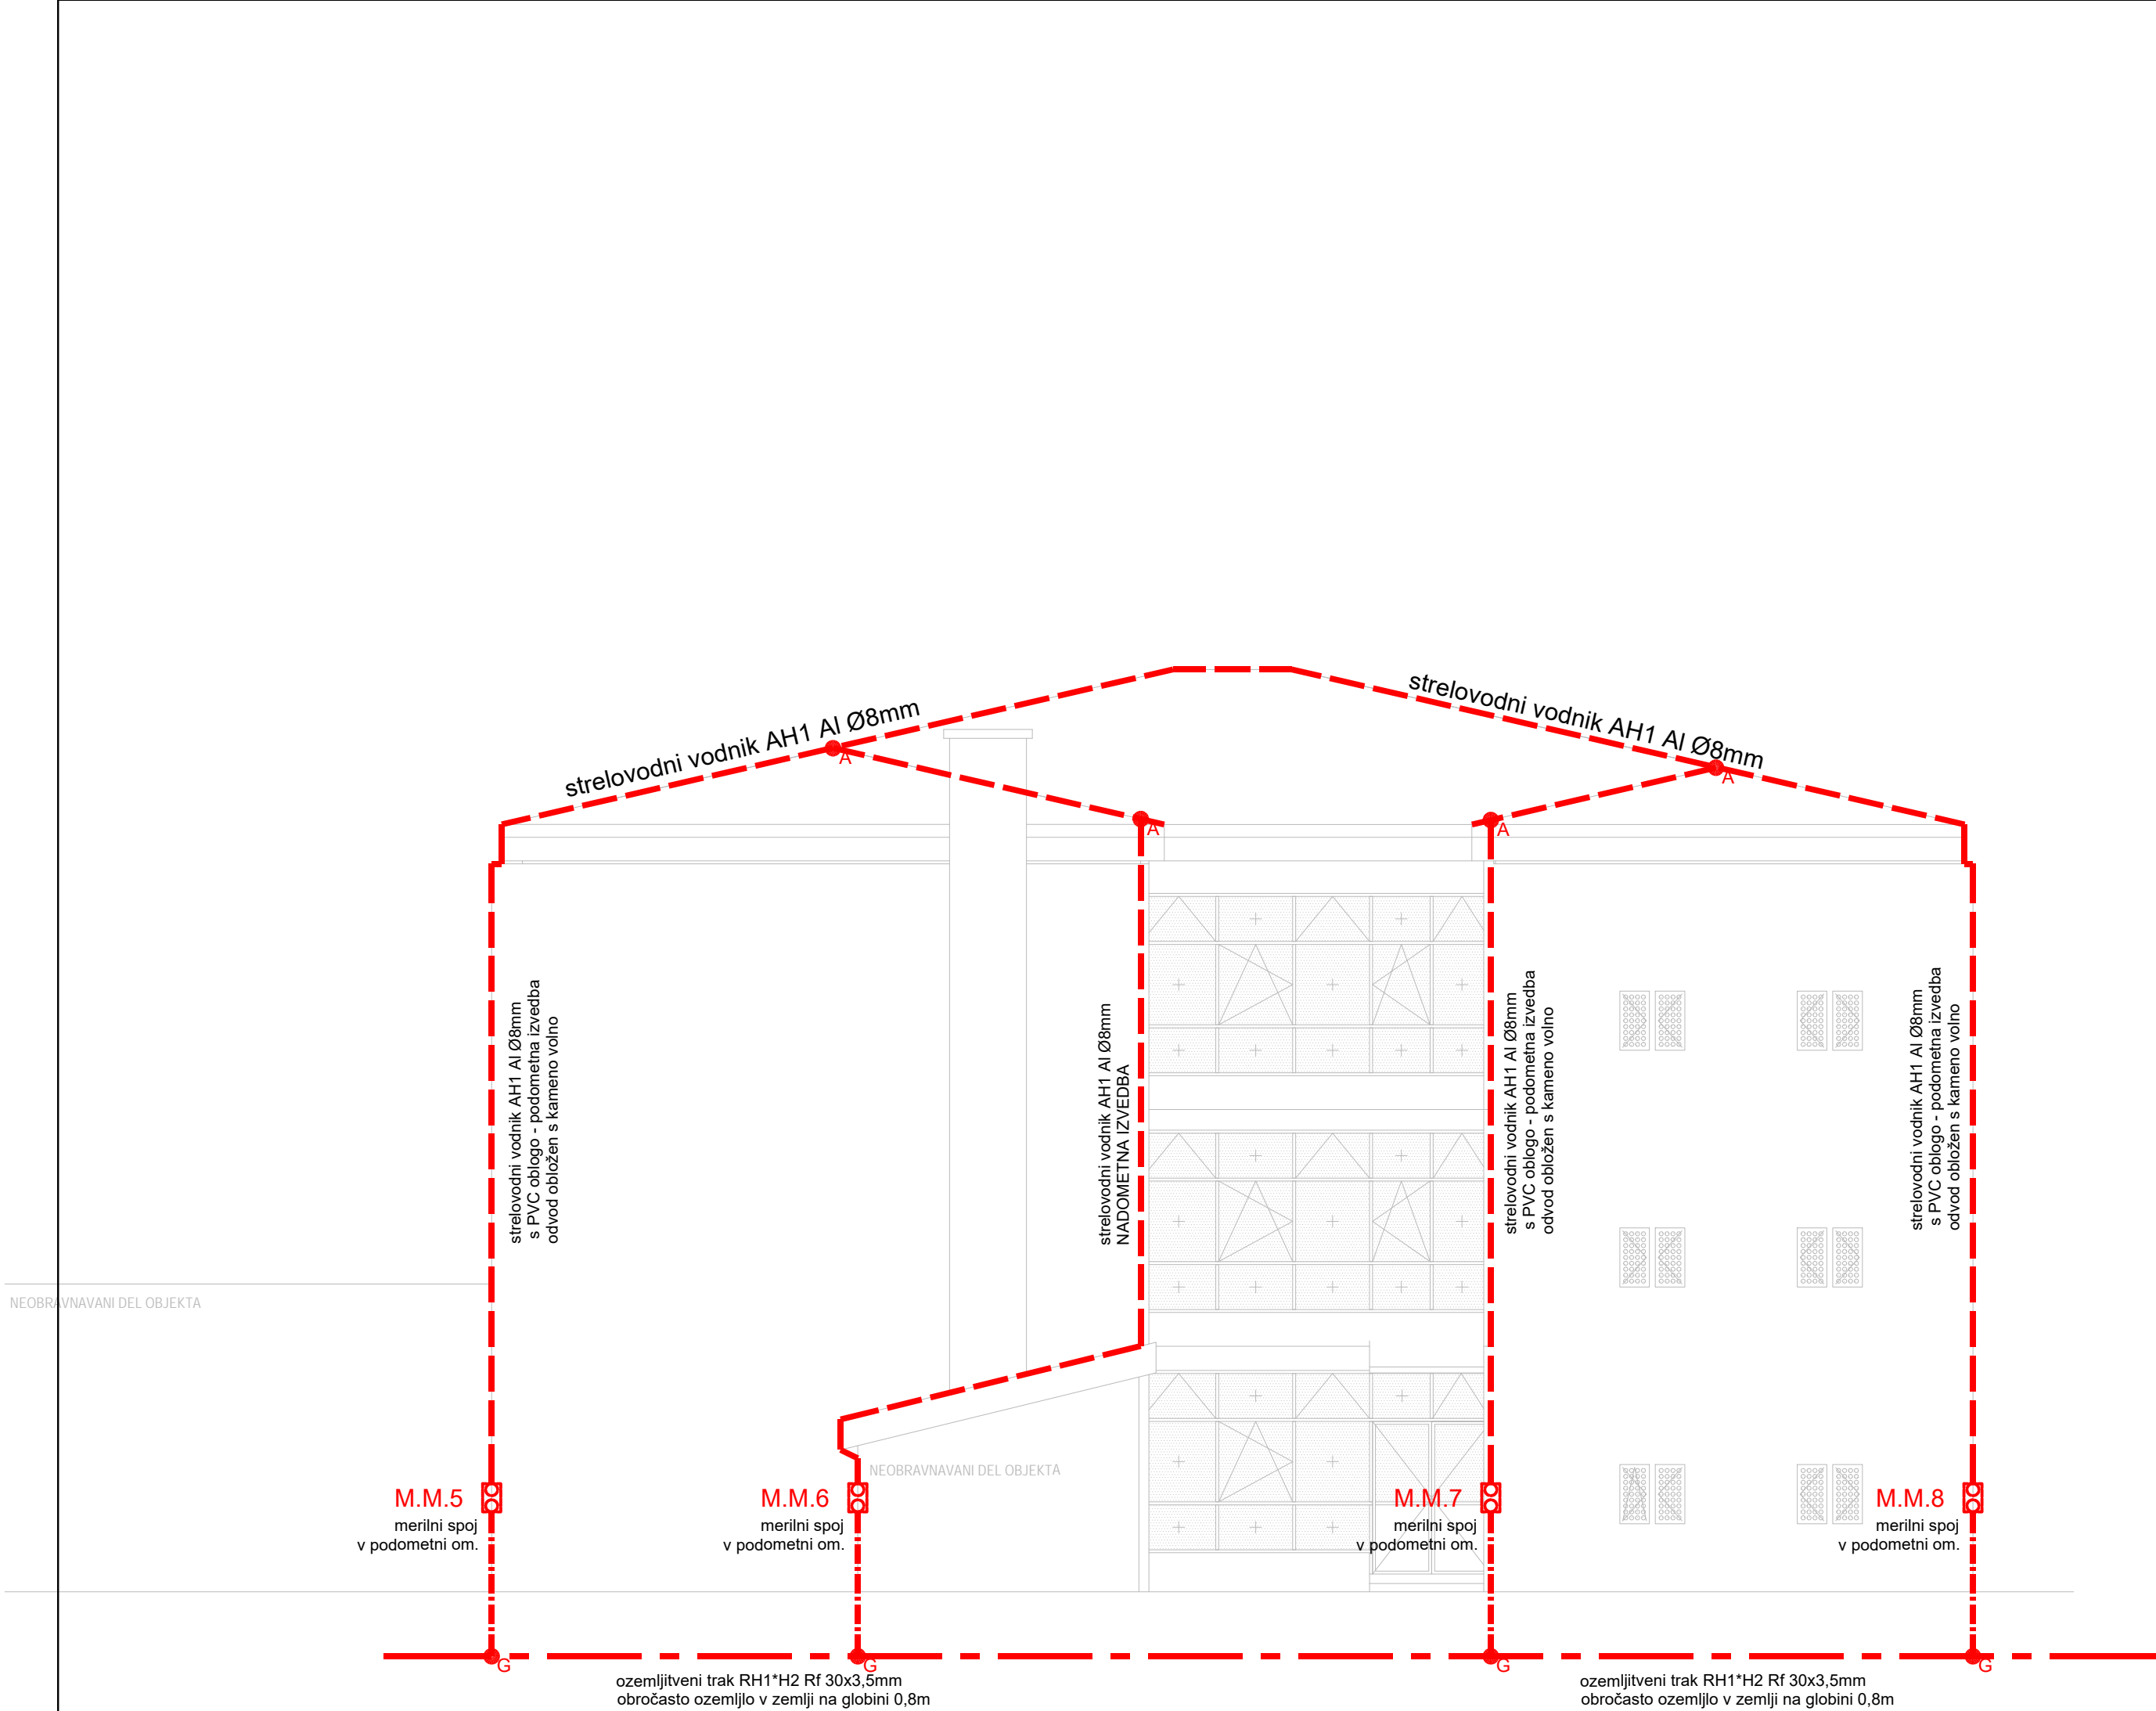 strelovodni vodnik AH1 Al Ø8mm
strelovodni vodnik AH1 Al Ø8mm
A
A
A
A
strelovodni vodnik AH1 Al Ø8mm
s PVC oblogo - podometna izvedba
odvod obložen s kameno volno
strelovodni vodnik AH1 Al Ø8mm
NADOMETNA IZVEDBA
strelovodni vodnik AH1 Al Ø8mm
s PVC oblogo - podometna izvedba
odvod obložen s kameno volno
strelovodni vodnik AH1 Al Ø8mm
s PVC oblogo - podometna izvedba
odvod obložen s kameno volno
NEOBRAVNAVANI DEL OBJEKTA
NEOBRAVNAVANI DEL OBJEKTA
M.M.5
merilni spoj
v podometni om.
M.M.6
merilni spoj
v podometni om.
M.M.7
merilni spoj
v podometni om.
M.M.8
merilni spoj
v podometni om.
G
G
G
G
ozemljitveni trak RH1*H2 Rf 30x3,5mm
obročasto ozemljlo v zemlji na globini 0,8m
ozemljitveni trak RH1*H2 Rf 30x3,5mm
obročasto ozemljlo v zemlji na globini 0,8m